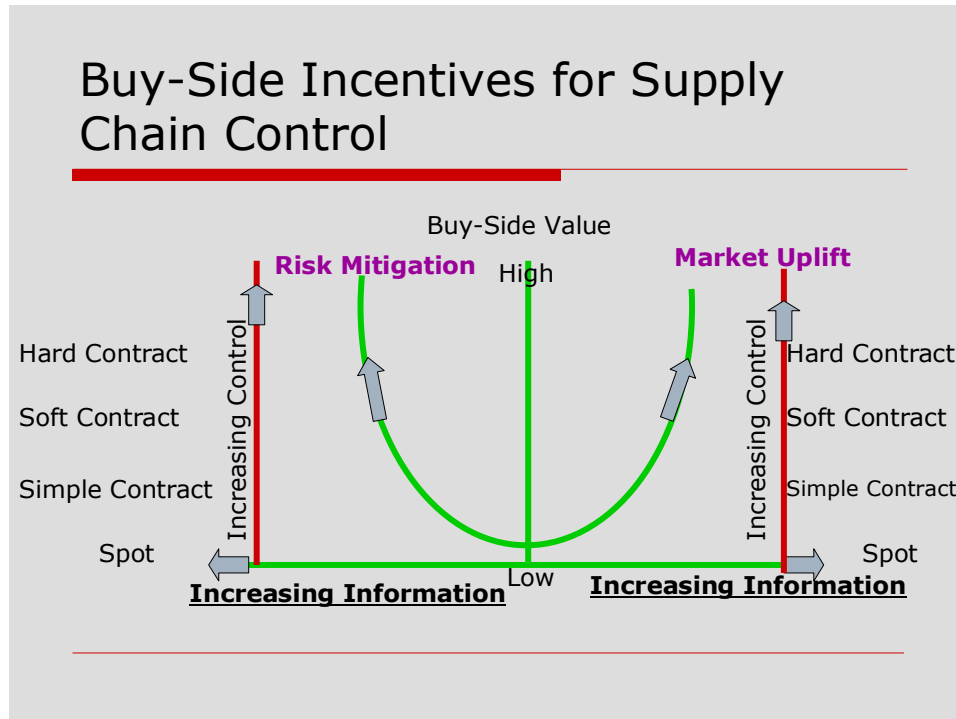 Buy-Side Incentives for Supply
Chain Control
Buy-Side Value
Risk Mitigation
High
Market Uplift
Increasing Control
Increasing Control
Hard Contract
Hard Contract
Soft Contract
Soft Contract
Simple Contract
Simple Contract
Spot
Spot
Low
Increasing Information
Increasing Information